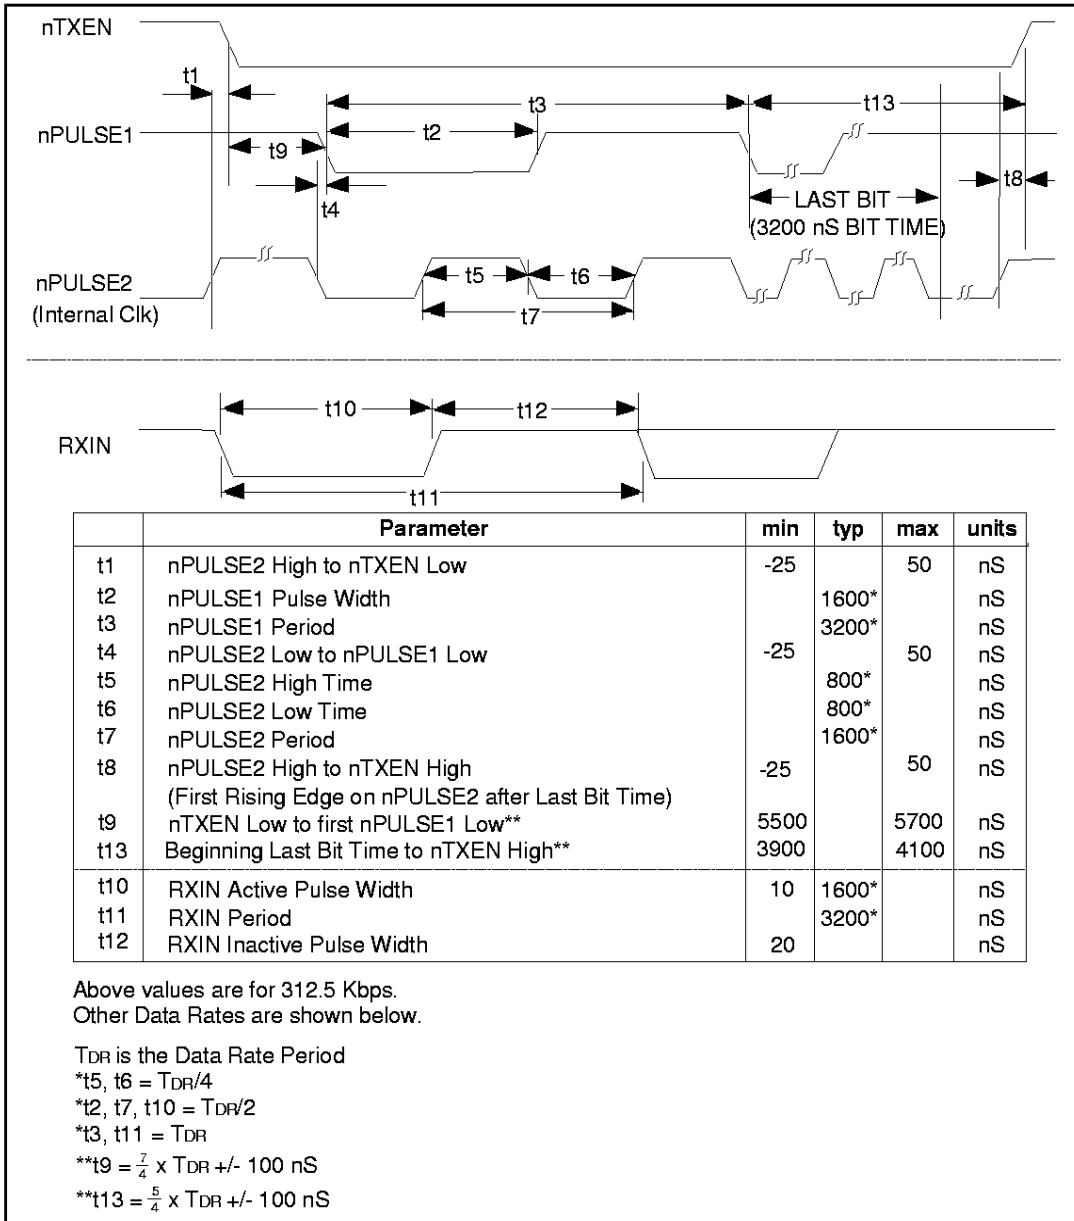 nTXEN
t1
t3
t13
nPULSE1
t2
t9
t8
t4
LAST BIT
(3200 nS BIT TIME)
nPULSE2
(Internal Clk)
t5
t6
t7
t10
t12
RXIN
t11
Parameter min typ max units
t1 nPULSE2 High to nTXEN Low -25 50 nS
t2 nPULSE1 Pulse Width 1600* nS
t3 nPULSE1 Period 3200* nS
t4 nPULSE2 Low to nPULSE1 Low -25 50 nS
t5 nPULSE2 High Time 800* nS
t6 nPULSE2 Low Time 800* nS
t7 nPULSE2 Period 1600* nS
t8 nPULSE2 High to nTXEN High -25 50 nS
(First Rising Edge on nPULSE2 after Last Bit Time)
t9 nTXEN Low to first nPULSE1 Low** 5500 5700 nS
t13 Beginning Last Bit Time to nTXEN High** 3900 4100 nS
t10 RXIN Active Pulse Width 10 1600* nS
t11 RXIN Period 3200* nS
t12 RXIN Inactive Pulse Width 20 nS
Above values are for 312.5 Kbps.
Other Data Rates are shown below.
TDR is the Data Rate Period
*t5, t6 = TDR/4
*t2, t7, t10 = TDR/2
*t3, t11 = TDR
**t9 = 7/4 x TDR +/- 100 nS
**t13 = 5/4 x TDR +/- 100 nS